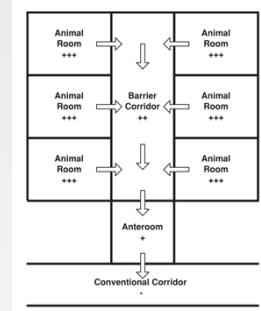 Animal
Room
+++
Animal
Room
+++
Animal
Room
+++
Barrier
Corridor
++
Animal
Room
+++
Animal
Room
+++
Animal
Room
+++
Anteroom
+
Conventional Corridor
-